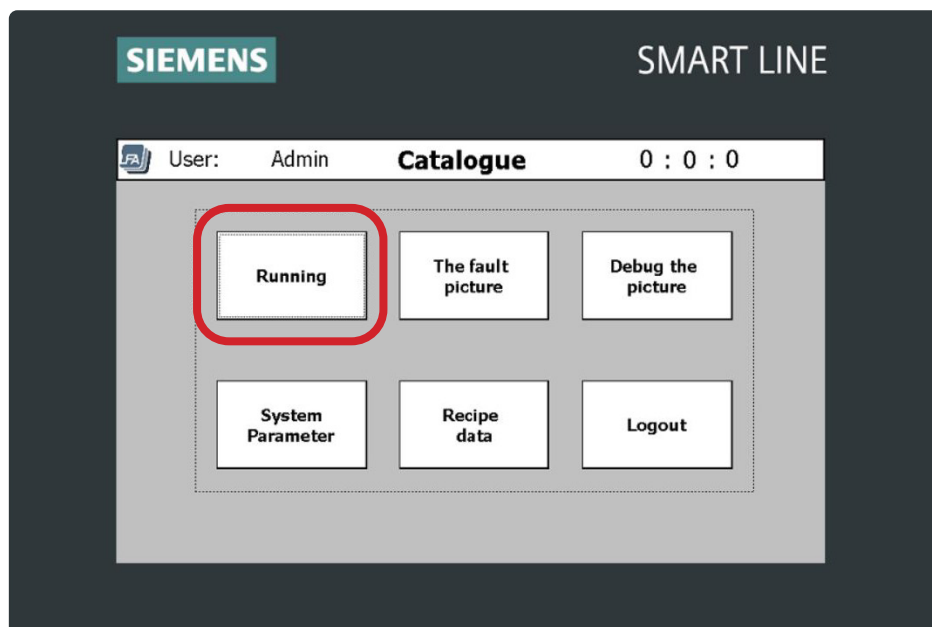 SIEMENS
SMART LINE
User: Admin Catalogue 0 : 0 : 0
Running
The fault
picture
Debug the
picture
System
Parameter
Recipe
data
Logout